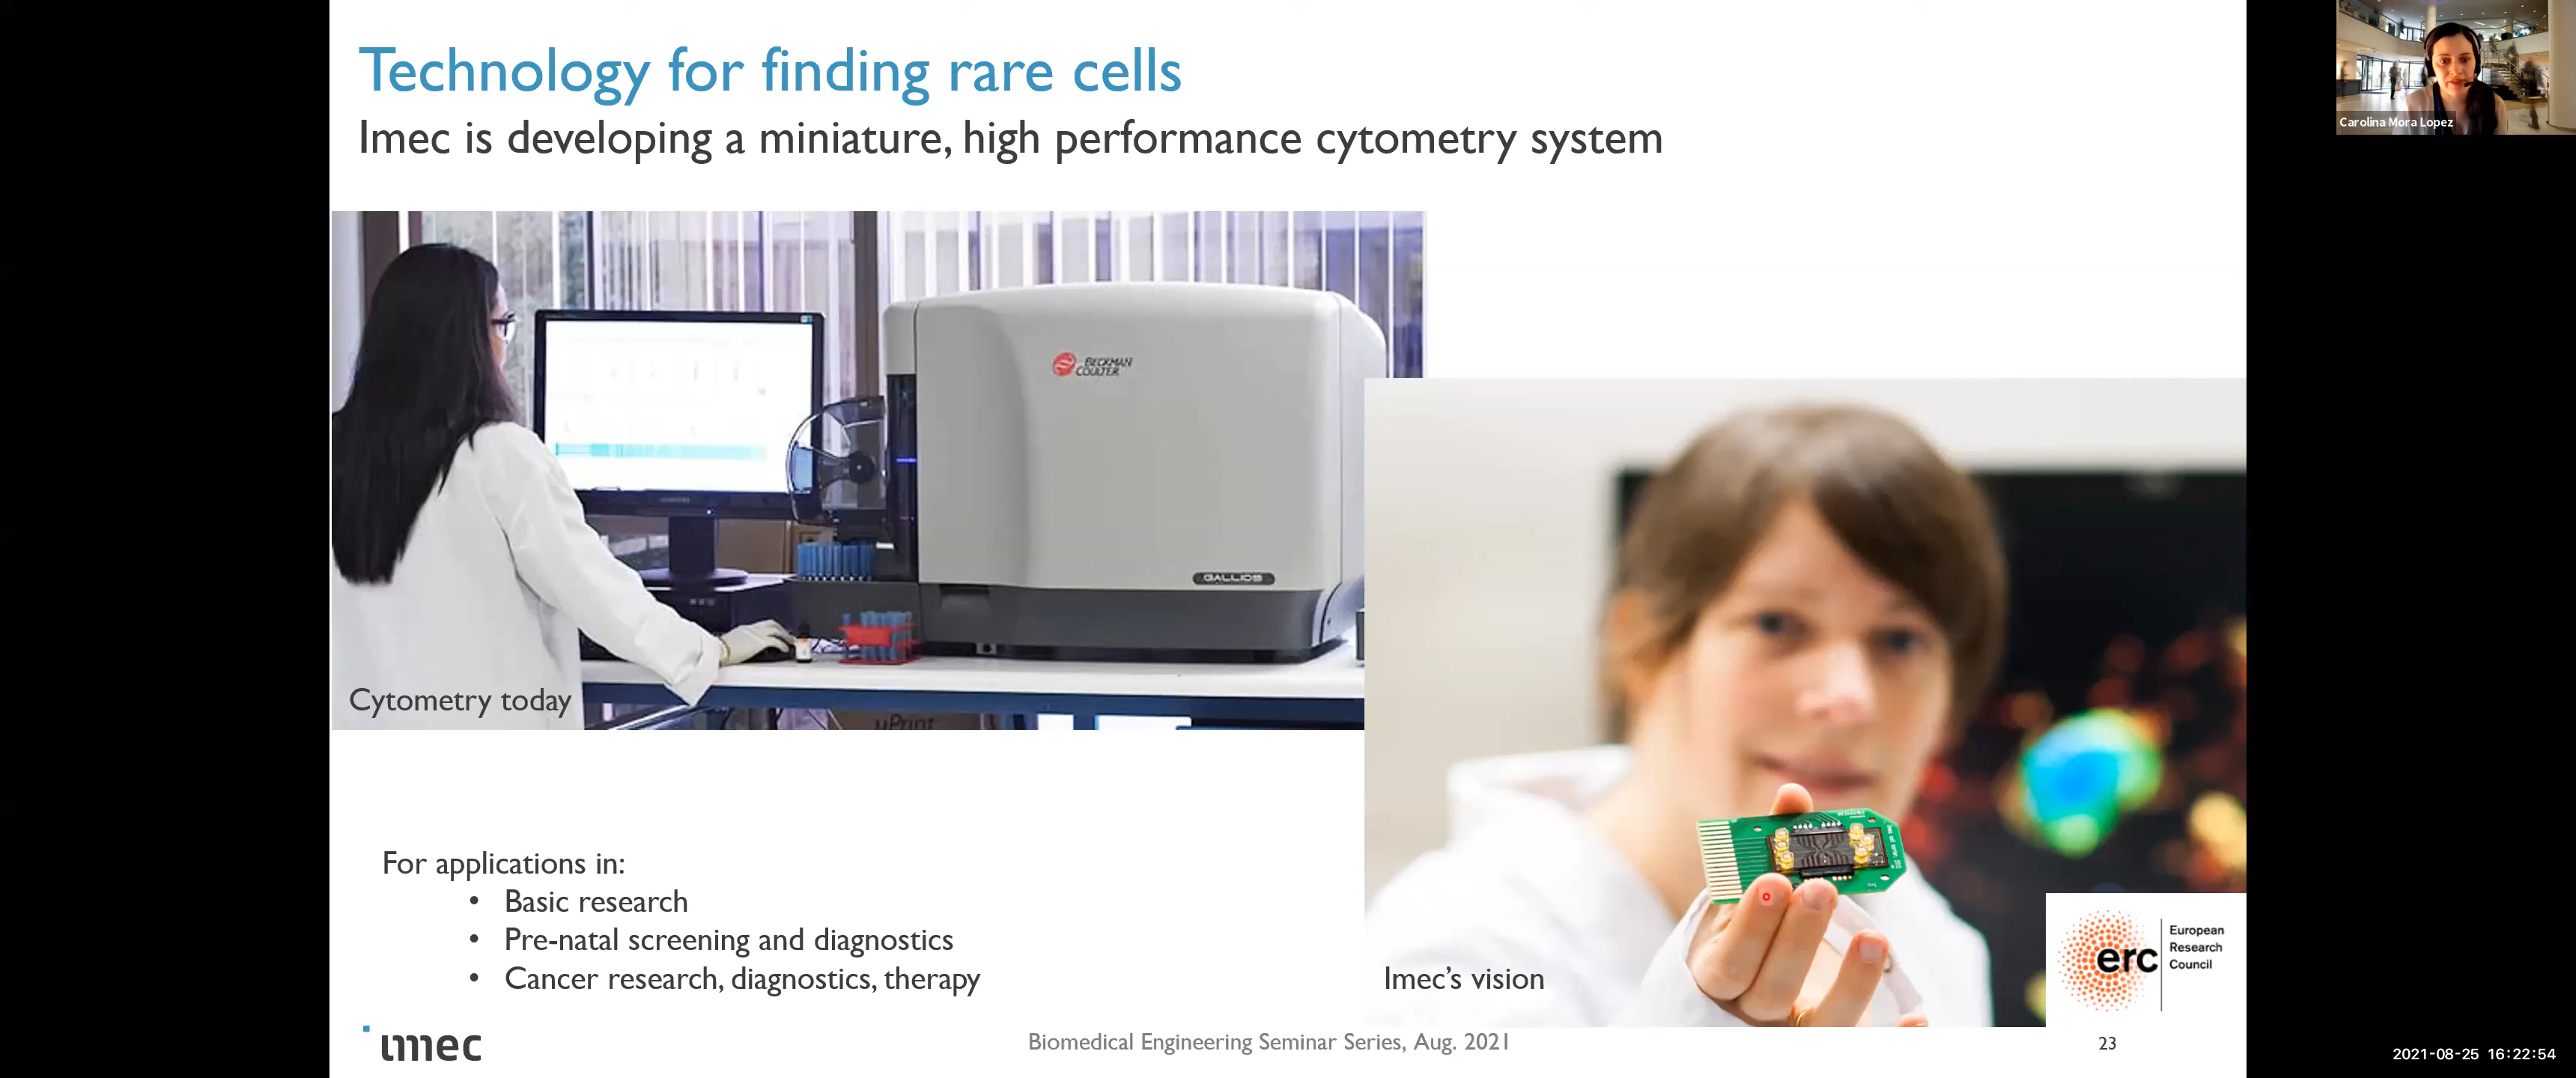 Technology for finding rare cells
Imec is developing a miniature, high performance cytometry system
Carolina Mora Lopez
BECKMAN
COULTER
GALLIOS
Cytometry today
µPrint
For applications in:
• Basic research
• Pre-natal screening and diagnostics
• Cancer research, diagnostics, therapy
Imec's vision
erc
European
Research
Council
imec
Biomedical Engineering Seminar Series, Aug. 2021
23
2021-08-25 16:22:54